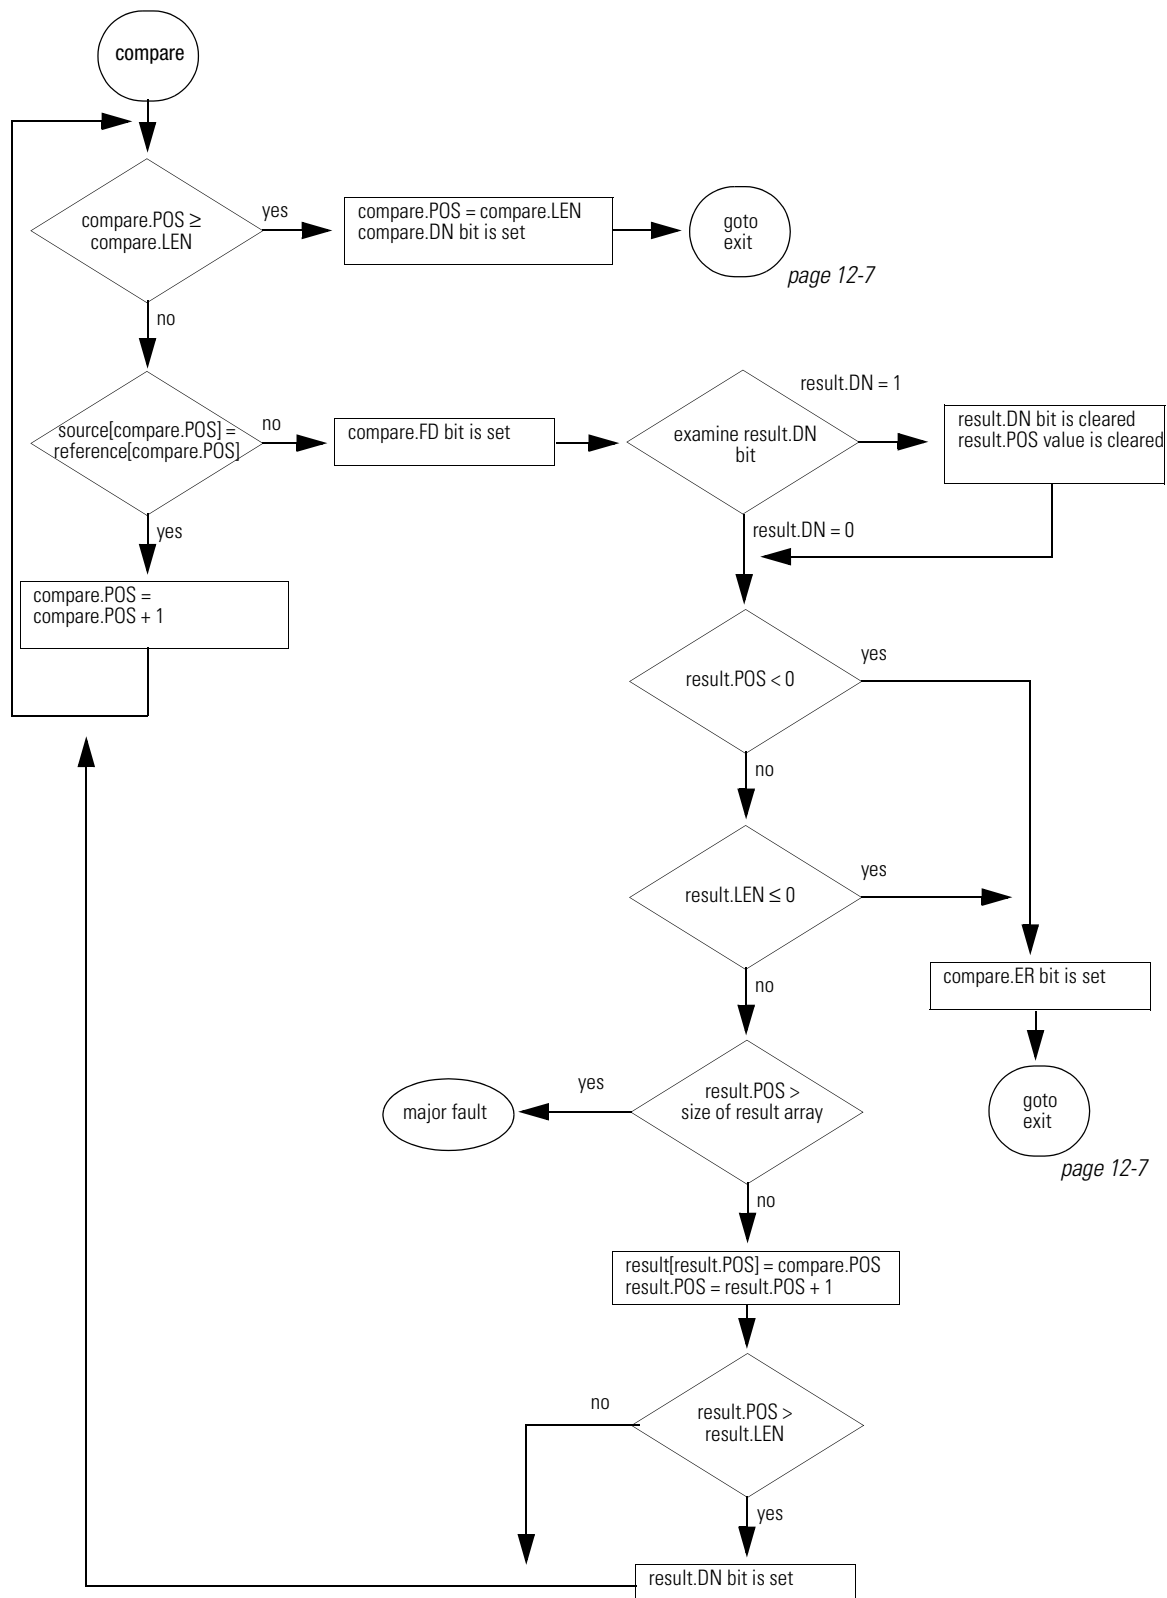 compare
compare.POS ≥
compare.LEN
yes
compare.POS = compare.LEN
compare.DN bit is set
goto
exit
page 12-7
no
source[compare.POS] =
reference[compare.POS]
no
compare.FD bit is set
examine result.DN
bit
result.DN = 1
result.DN bit is cleared
result.POS value is cleared
yes
result.DN = 0
compare.POS =
compare.POS + 1
result.POS < 0
yes
no
result.LEN ≤ 0
yes
no
compare.ER bit is set
goto
exit
page 12-7
result.POS >
size of result array
yes
major fault
no
result[result.POS] = compare.POS
result.POS = result.POS + 1
result.POS >
result.LEN
no
yes
result.DN bit is set